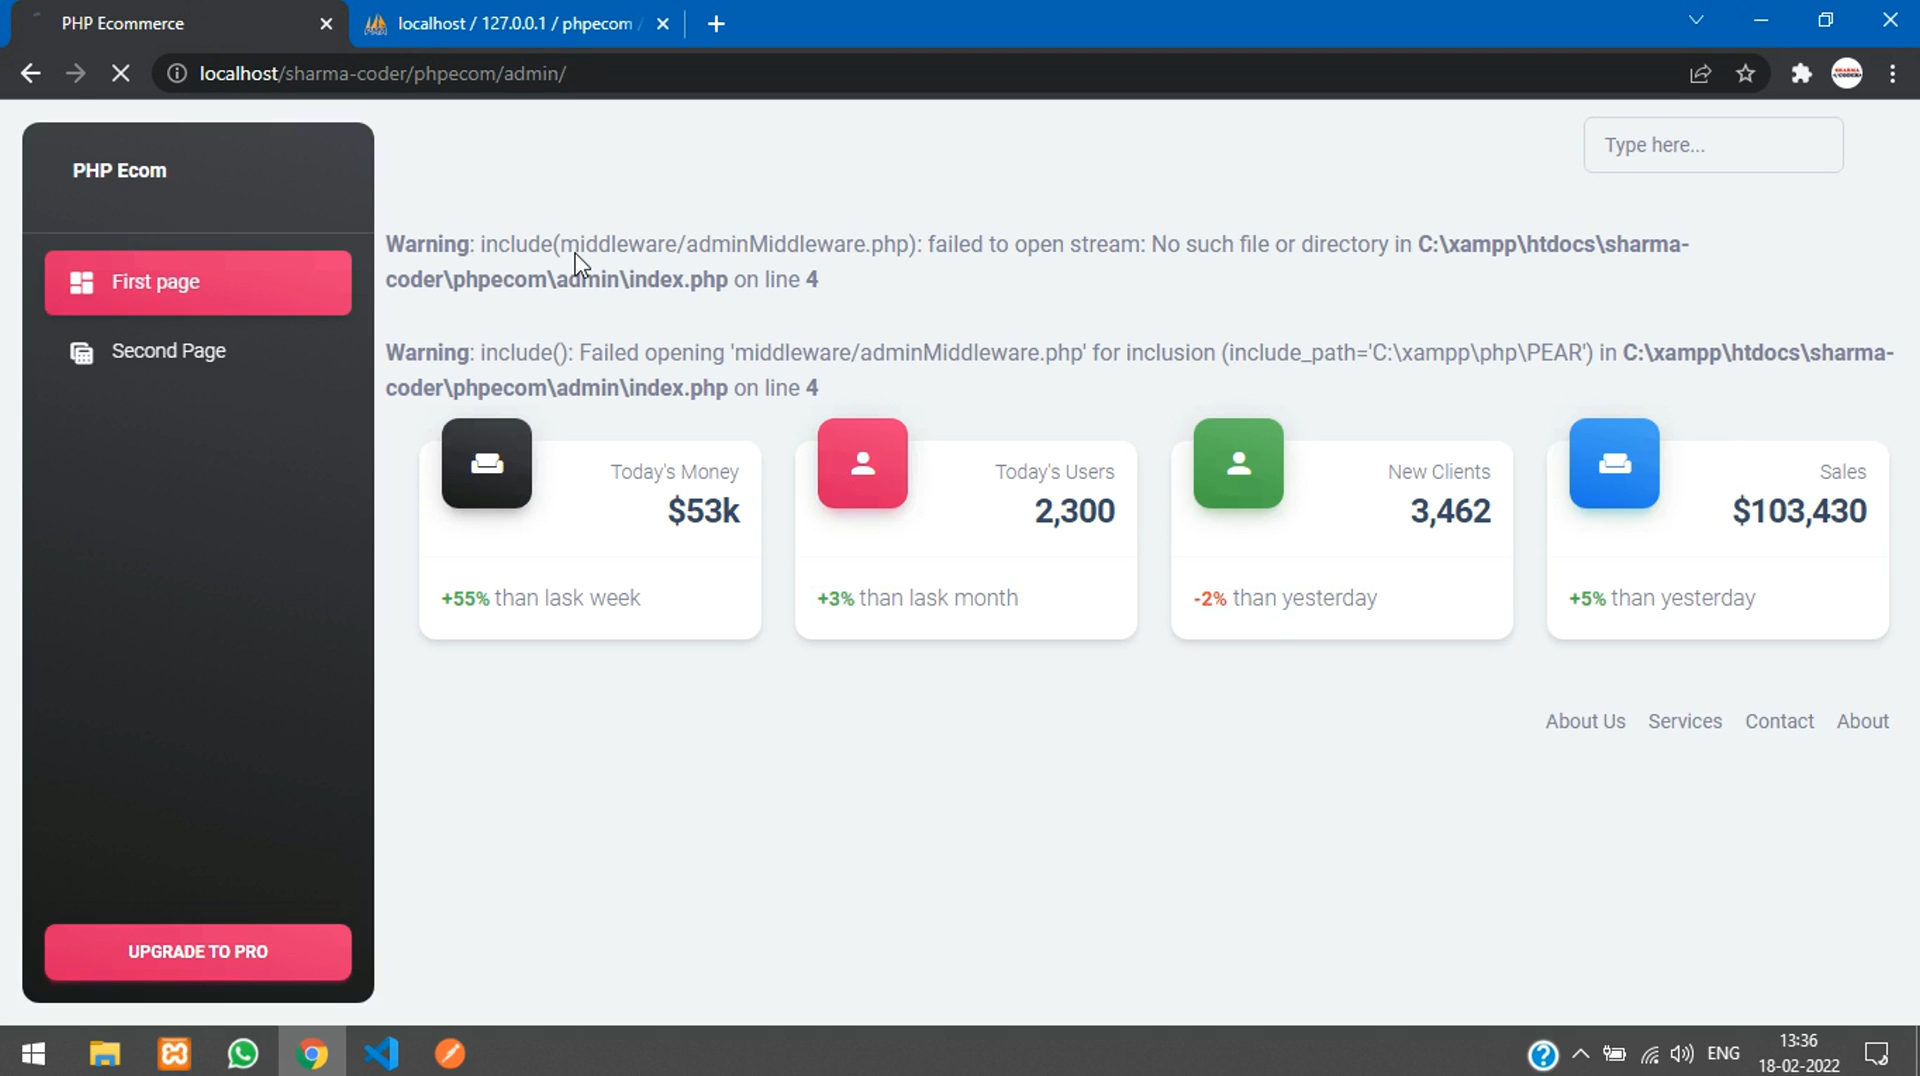 PHP Ecommerce
localhost / 127.0.0.1 / phpecom /
localhost/sharma-coder/phpecom/admin/
PHP Ecom
Type here...
Warning: include(middleware/adminMiddleware.php): failed to open stream: No such file or directory in C:\xampp\htdocs\sharma-
coder\phpecom\admin\index.php on line 4
First page
Second Page
Warning: include(): Failed opening 'middleware/adminMiddleware.php' for inclusion (include_path='C:\xampp\php\PEAR') in C:\xampp\htdocs\sharma-
coder\phpecom\admin\index.php on line 4
Today's Money
$53k
+55% than lask week
Today's Users
2,300
+3% than lask month
New Clients
3,462
-2% than yesterday
Sales
$103,430
+5% than yesterday
About Us Services Contact About
UPGRADE TO PRO
ENG
13:36
18-02-2022